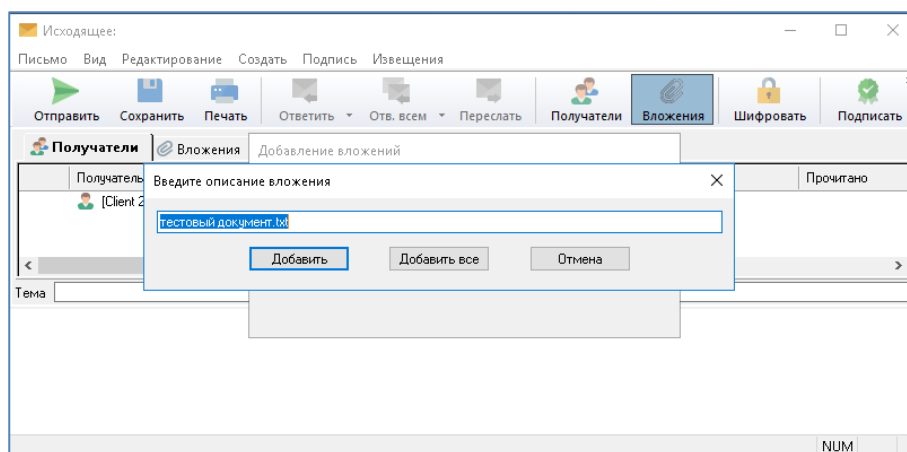 Исходящее:
Письмо Вид Редактирование Создать Подпись Извещения
Отправить Сохранить Печать Ответить Отв. всем Переслать Получатели Вложения Шифровать Подписать
Получатели Вложения Добавление вложений
Получатель Прочитано
Введите описание вложения
[Client 2
тестовый документ.txt
Добавить Добавить все Отмена
Тема
NUM